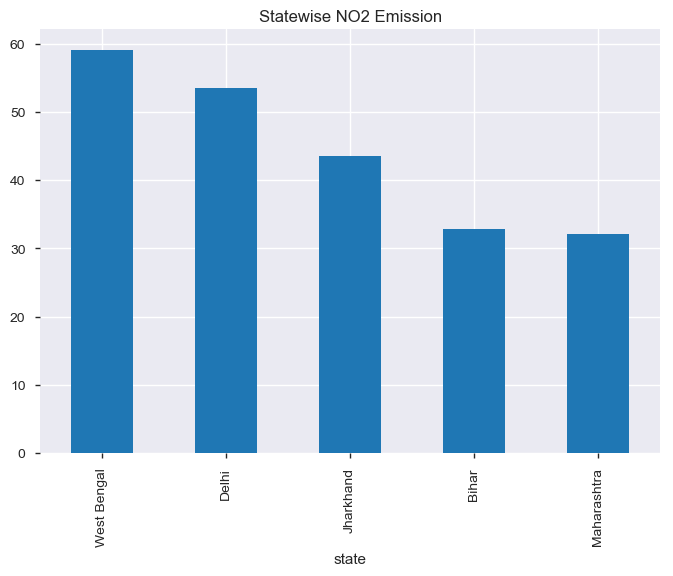 Statewise NO2 Emission
60
50
40
30
20
10
0
West Bengal
Delhi
Jharkhand
Bihar
Maharashtra
state